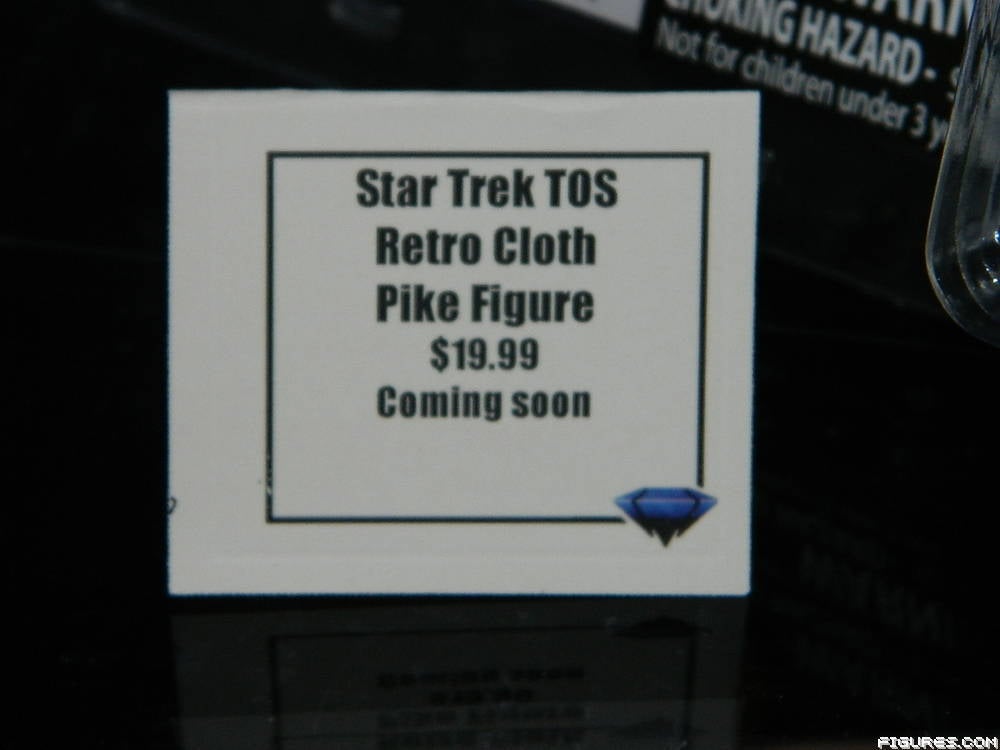 CHOKING HAZARD -
Not for children under 3
Star Trek TOS
Retro Cloth
Pike Figure
$19.99
Coming soon
FIGURES.COM